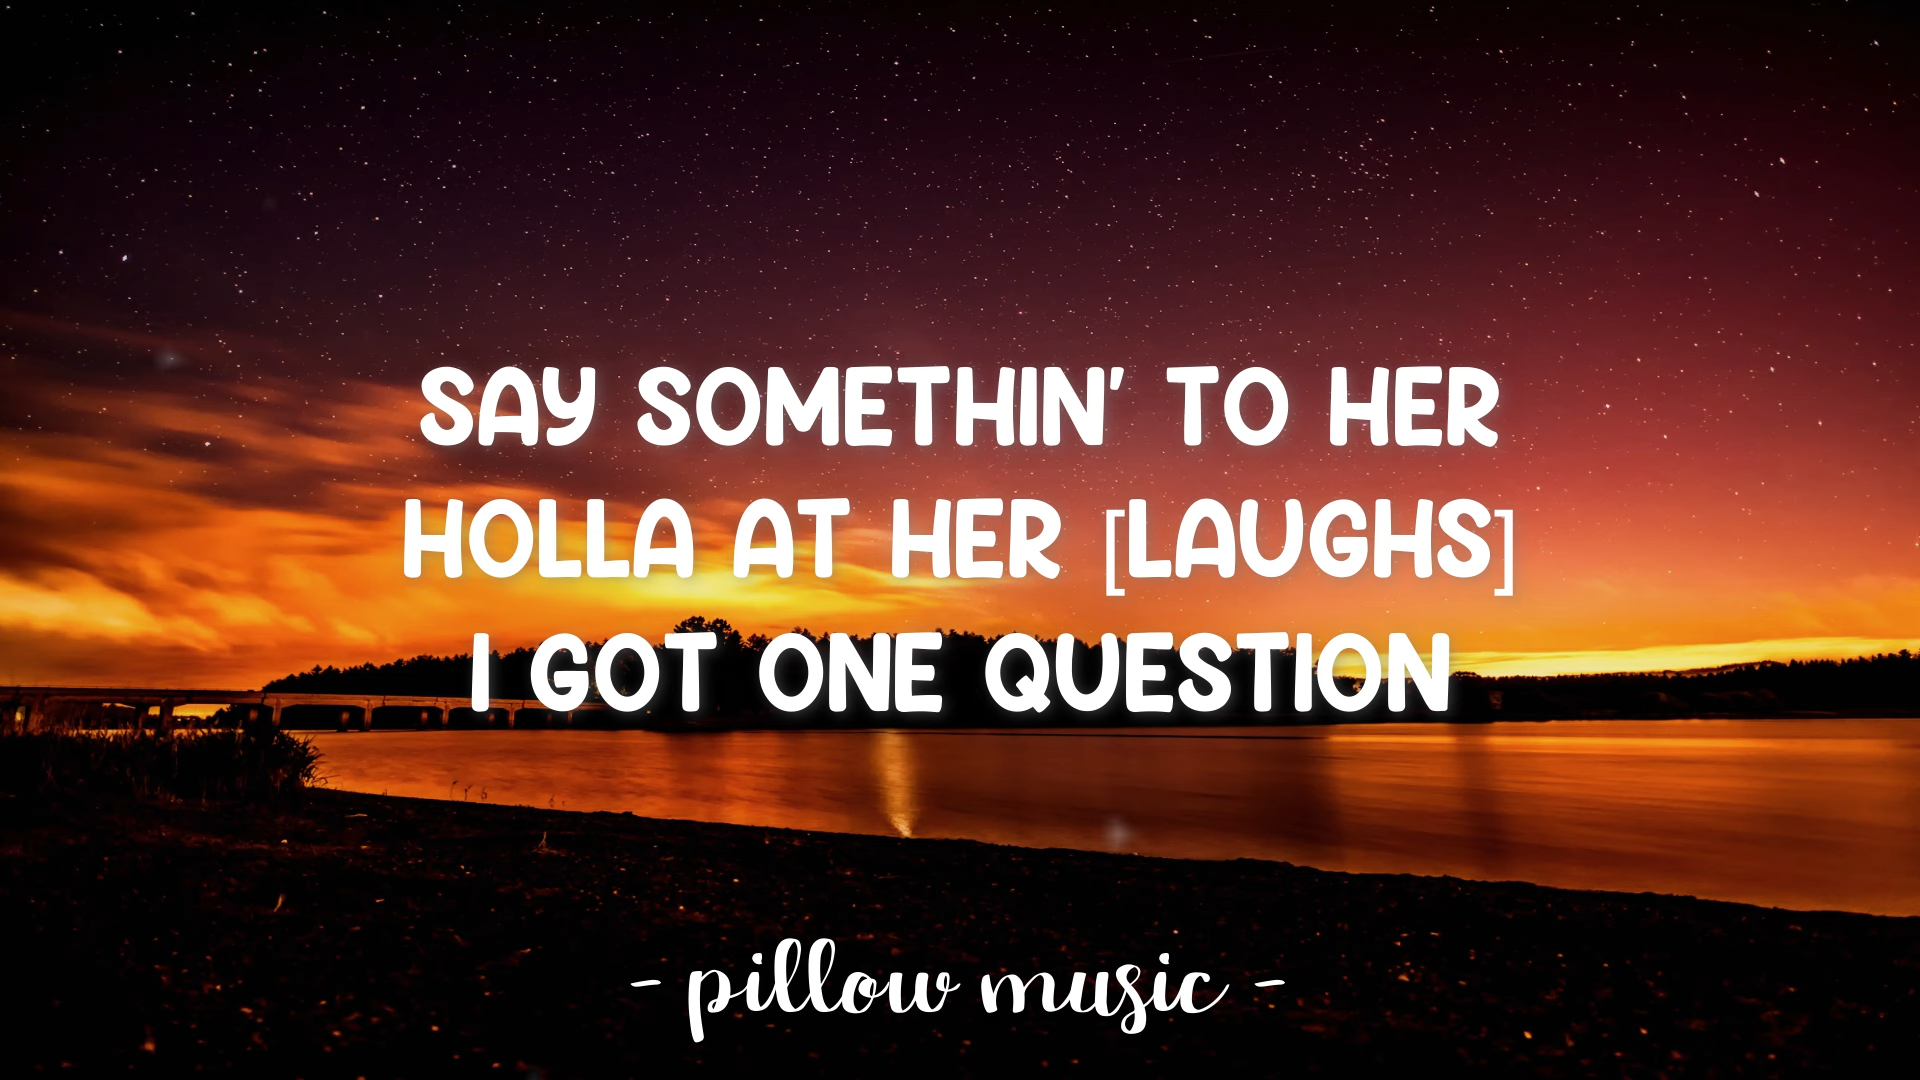 SAY SOMETHIN' TO HER
HOLLA AT HER [LAUGHS]
I GOT ONE QUESTION
- pillow music -